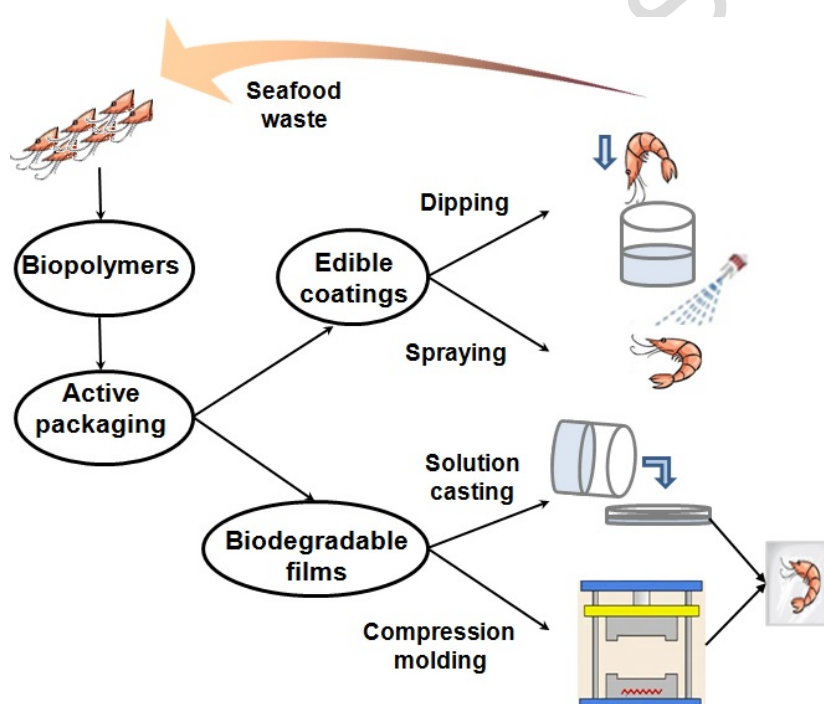 Seafood
waste
Dipping
Biopolymers
Edible
coatings
Spraying
Active
packaging
Solution
casting
Biodegradable
films
Compression
molding